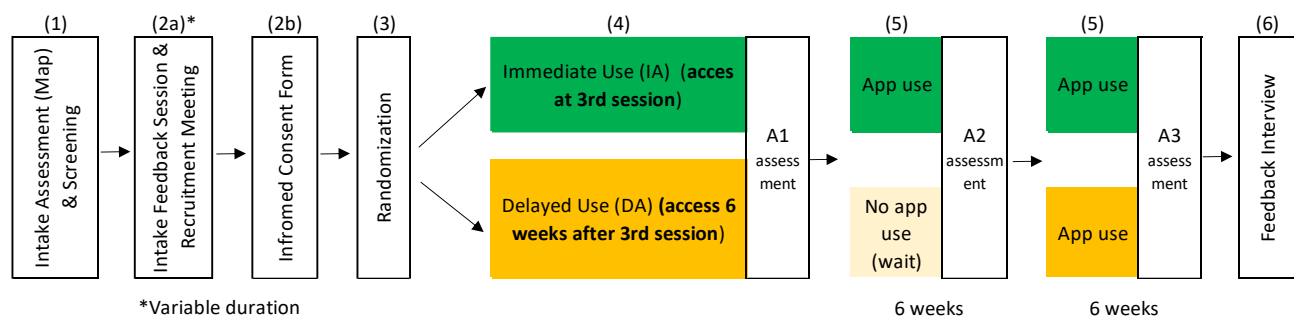 (1)
Intake Assessment (Map)
& Screening
(2a)*
Intake Feedback Session &
Recruitment Meeting
(2b)
Infromed Consent Form
(3)
Randomization
(4)
Immediate Use (IA) (acces
at 3rd session)
Delayed Use (DA) (access 6
weeks after 3rd session)
A1
assess
ment
(5)
App use
No app
use
(wait)
A2
assessm
ent
6 weeks
(5)
App use
App use
A3
assess
ment
6 weeks
(6)
Feedback Interview
*Variable duration